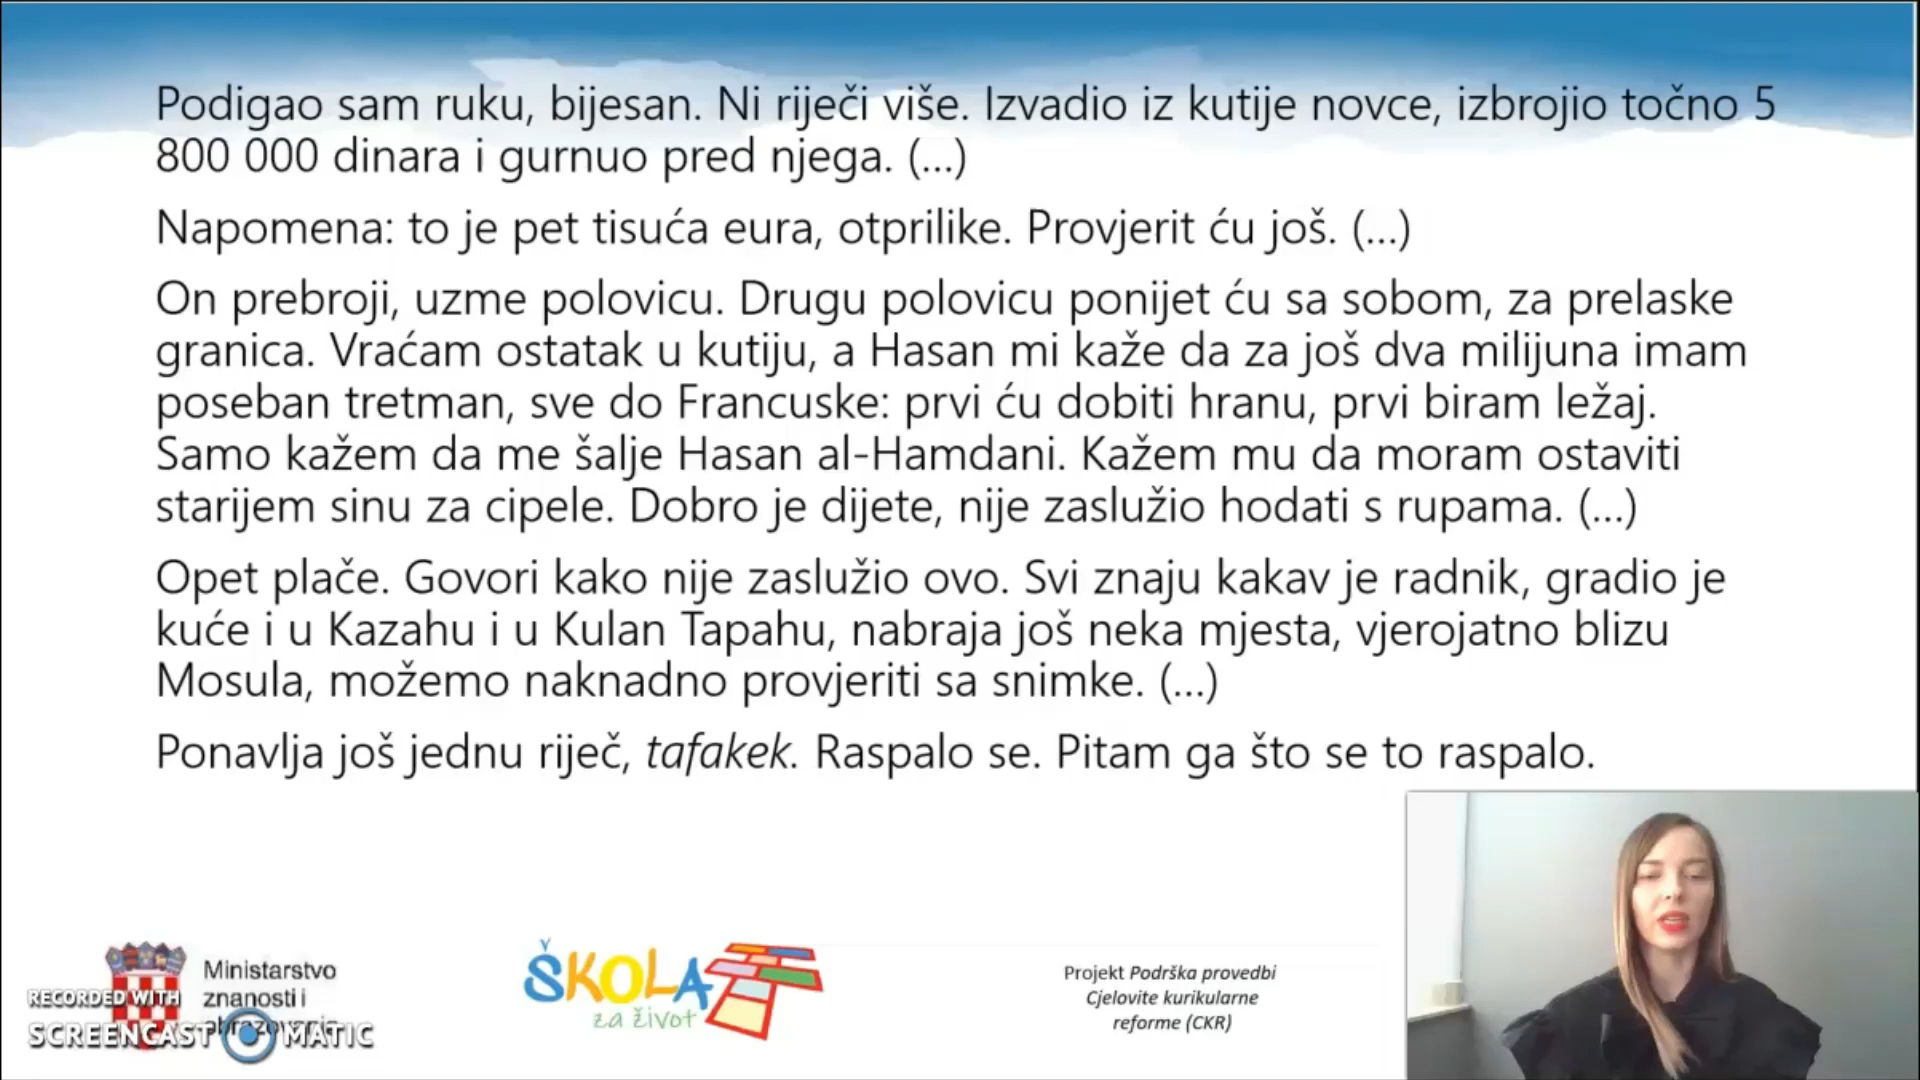 Podigao sam ruku, bijesan. Ni riječi više. Izvadio iz kutije novce, izbrojio točno 5
800 000 dinara i gurnuo pred njega. (...)
Napomena: to je pet tisuća eura, otprilike. Provjerit ću još. (...)
On prebroji, uzme polovicu. Drugu polovicu ponijet ću sa sobom, za prelaske
granica. Vraćam ostatak u kutiju, a Hasan mi kaže da za još dva milijuna imam
poseban tretman, sve do Francuske: prvi ću dobiti hranu, prvi biram ležaj.
Samo kažem da me šalje Hasan al-Hamdani. Kažem mu da moram ostaviti
starijem sinu za cipele. Dobro je dijete, nije zaslužio hodati s rupama. (...)
Opet plače. Govori kako nije zaslužio ovo. Svi znaju kakav je radnik, gradio je
kuće i u Kazahu i u Kulan Tapahu, nabraja još neka mjesta, vjerojatno blizu
Mosula, možemo naknadno provjeriti sa snimke. (...)
Ponavlja još jednu riječ, tafakek. Raspalo se. Pitam ga što se to raspalo.
Ministarstvo
znanosti i
obrazovanja
RECORDED WITH
SCREENCAST MATIC
ŠKOLA
za život
Projekt Podrška provedbi
Cjelovite kurikularne
reforme (CKR)